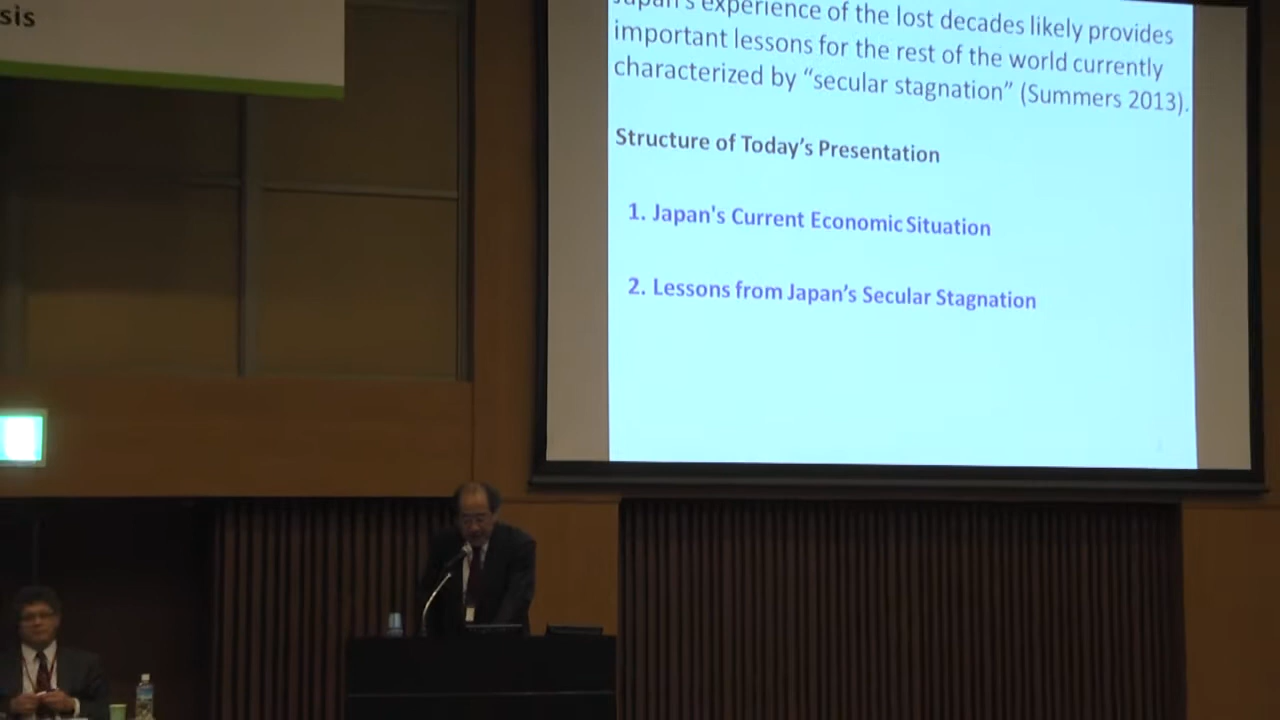 sis
Japan's experience of the lost decades likely provides
important lessons for the rest of the world currently
characterized by “secular stagnation” (Summers 2013).
Structure of Today’s Presentation
1. Japan's Current Economic Situation
2. Lessons from Japan’s Secular Stagnation